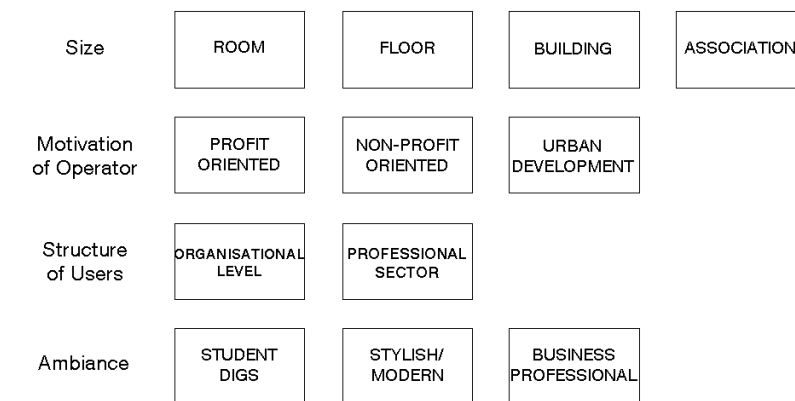 Size
ROOM
FLOOR
BUILDING
ASSOCIATION
Motivation
of Operator
PROFIT
ORIENTED
NON-PROFIT
ORIENTED
URBAN
DEVELOPMENT
Structure
of Users
ORGANISATIONAL
LEVEL
PROFESSIONAL
SECTOR
Ambiance
STUDENT
DIGS
STYLISH/
MODERN
BUSINESS
PROFESSIONAL